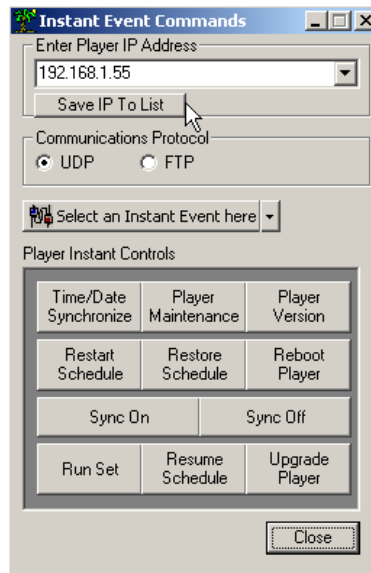 Instant Event Commands
Enter Player IP Address
192.168.1.55
Save IP To List
Communications Protocol
UDP
FTP
Select an Instant Event here
Player Instant Controls
Time/Date
Synchronize
Player
Maintenance
Player
Version
Restart
Schedule
Restore
Schedule
Reboot
Player
Sync On
Sync Off
Run Set
Resume
Schedule
Upgrade
Player
Close